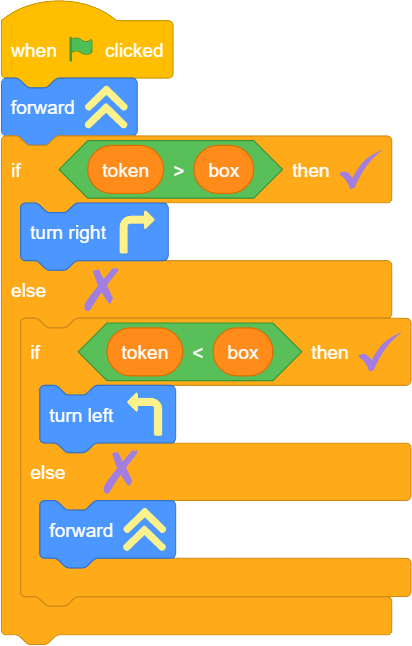 when clicked
forward
if token > box then
turn right
else
if token < box then
turn left
else
forward